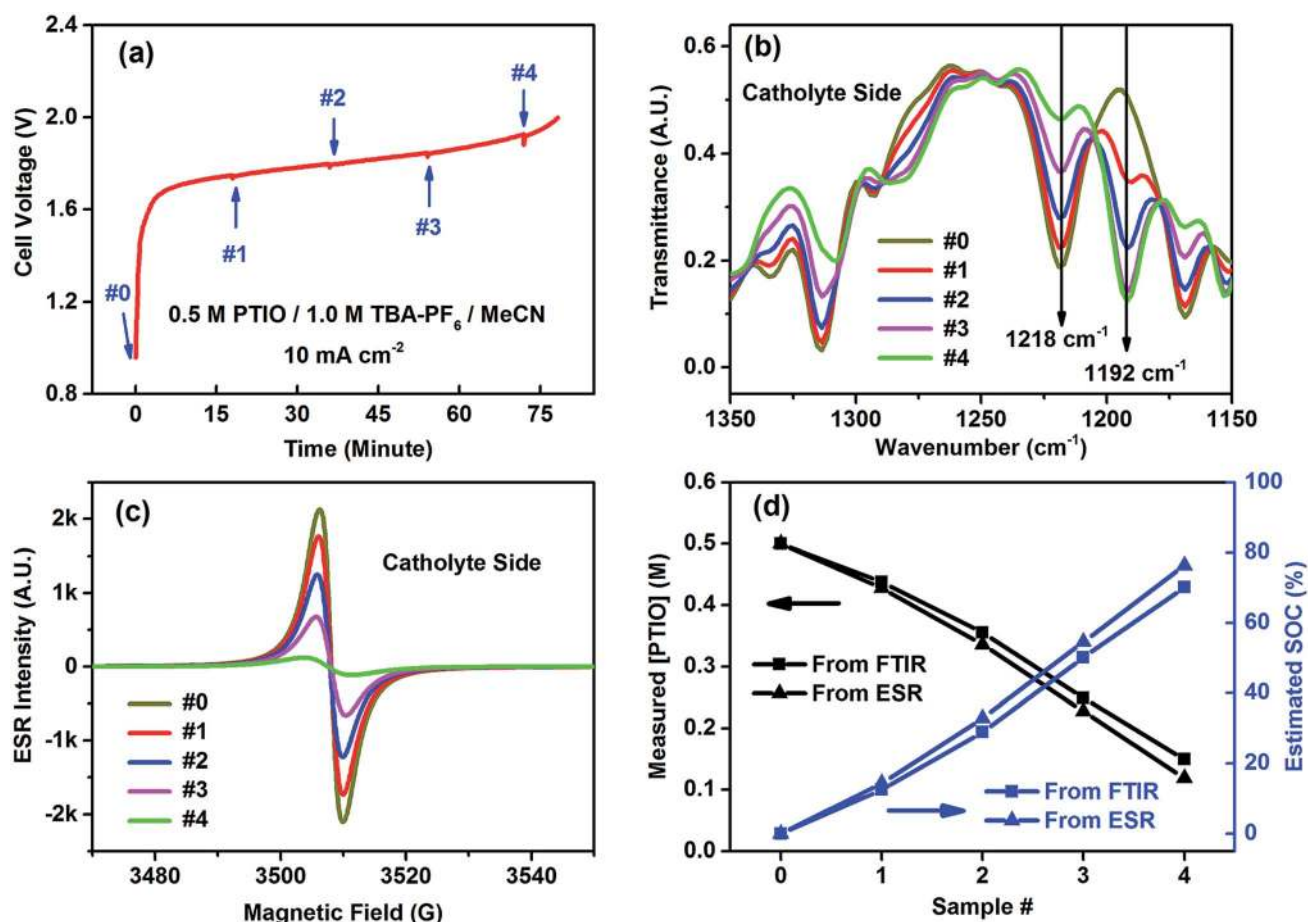 (a)
2.4
2.0
1.6
1.2
0.8
Cell Voltage (V)
#0
#1
#2
#3
#4
0.5 M PTIO / 1.0 M TBA-PF6 / MeCN
10 mA cm-2
0 15 30 45 60 75
Time (Minute)
(b)
Catholyte Side
0.6
0.4
0.2
0.0
Transmittance (A.U.)
#0
#1
#2
#3
#4
1218 cm-1
1192 cm-1
1350 1300 1250 1200 1150
Wavenumber (cm-1)
(c)
Catholyte Side
2k
1k
0
-1k
-2k
ESR Intensity (A.U.)
#0
#1
#2
#3
#4
3480 3500 3520 3540
Magnetic Field (G)
(d)
0.6
0.5
0.4
0.3
0.2
0.1
0.0
Measured [PTIO] (M)
From FTIR
From ESR
From FTIR
From ESR
100
80
60
40
20
0
Estimated SOC (%)
0 1 2 3 4
Sample #